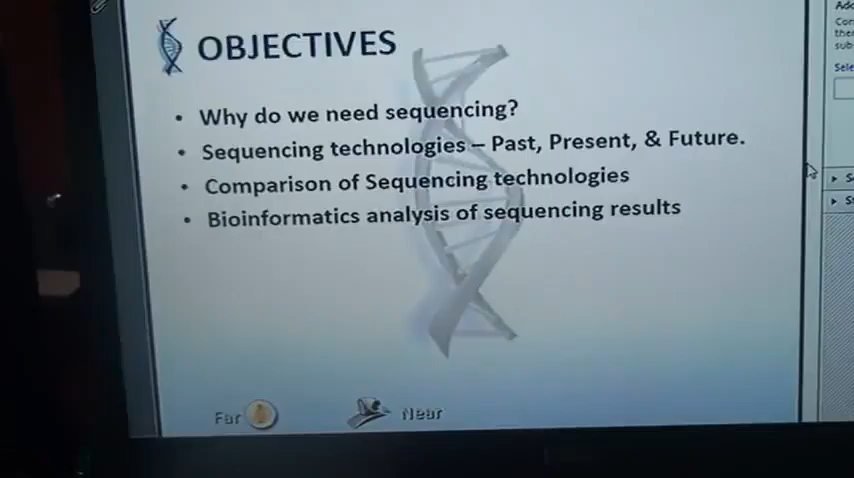 OBJECTIVES
• Why do we need sequencing?
• Sequencing technologies – Past, Present, & Future.
• Comparison of Sequencing technologies
• Bioinformatics analysis of sequencing results
Far
Near